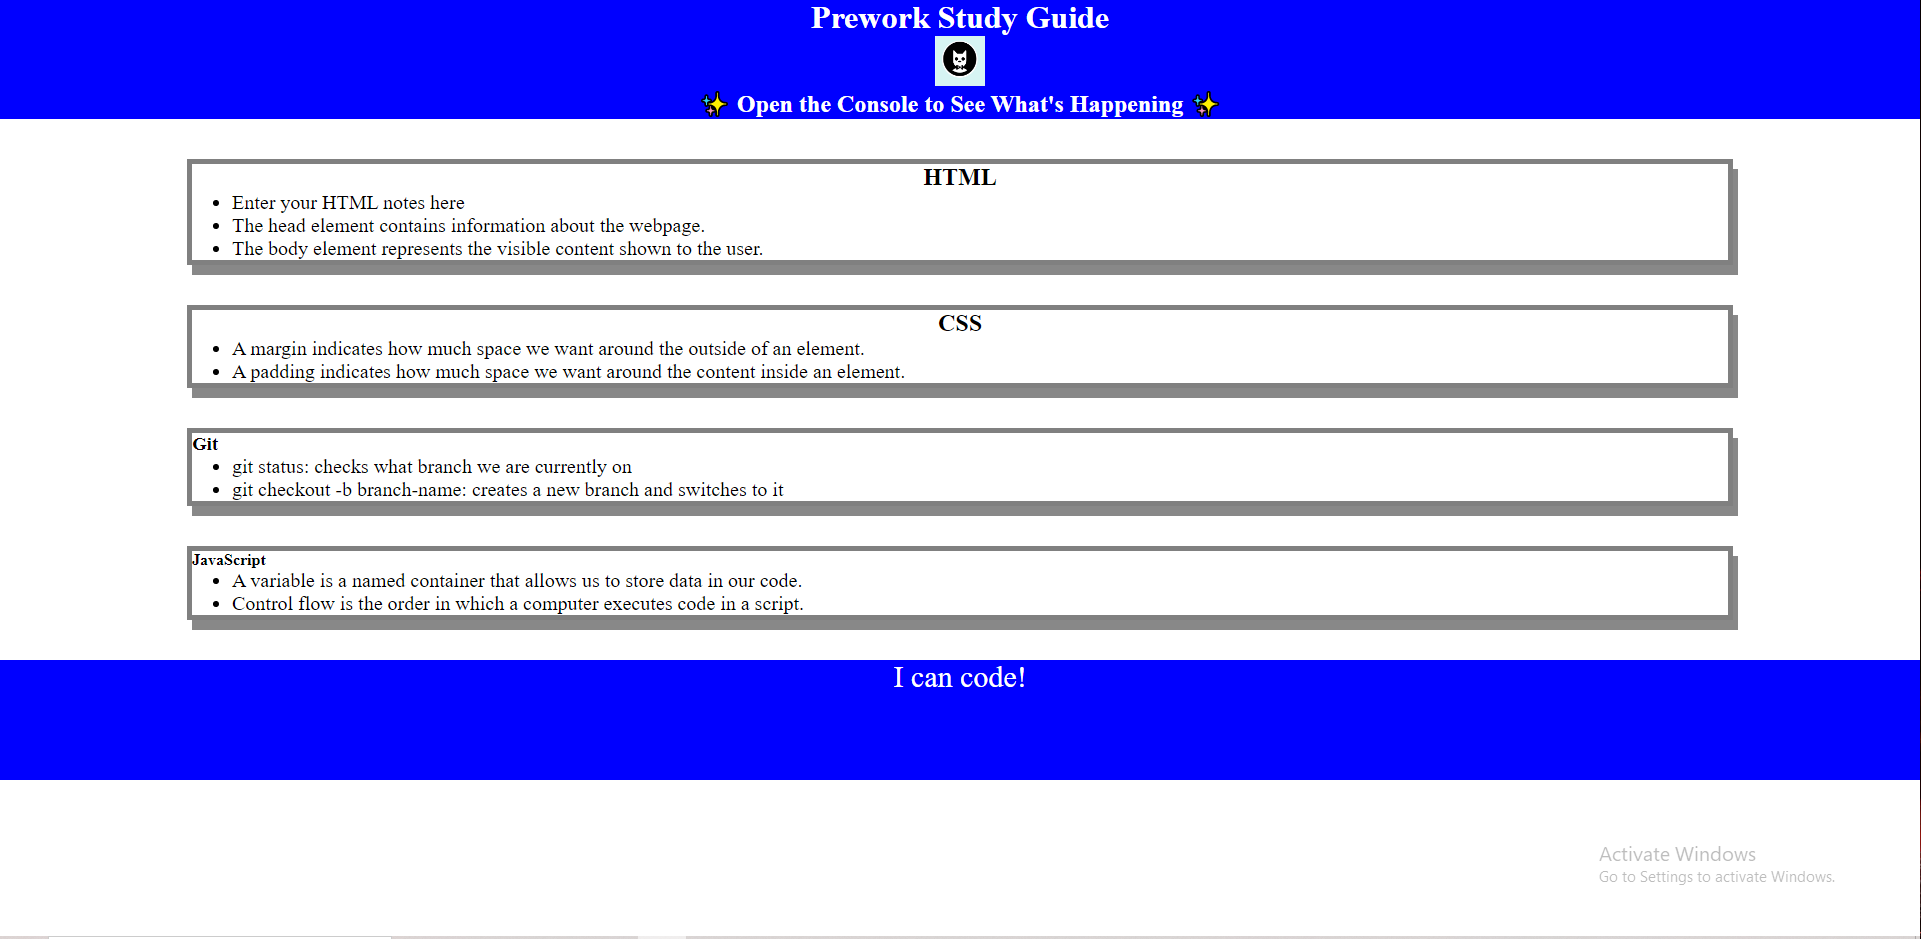 Prework Study Guide
✨ Open the Console to See What's Happening ✨
HTML
• Enter your HTML notes here
• The head element contains information about the webpage.
• The body element represents the visible content shown to the user.
CSS
• A margin indicates how much space we want around the outside of an element.
• A padding indicates how much space we want around the content inside an element.
Git
• git status: checks what branch we are currently on
• git checkout -b branch-name: creates a new branch and switches to it
JavaScript
• A variable is a named container that allows us to store data in our code.
• Control flow is the order in which a computer executes code in a script.
I can code!
Activate Windows
Go to Settings to activate Windows.